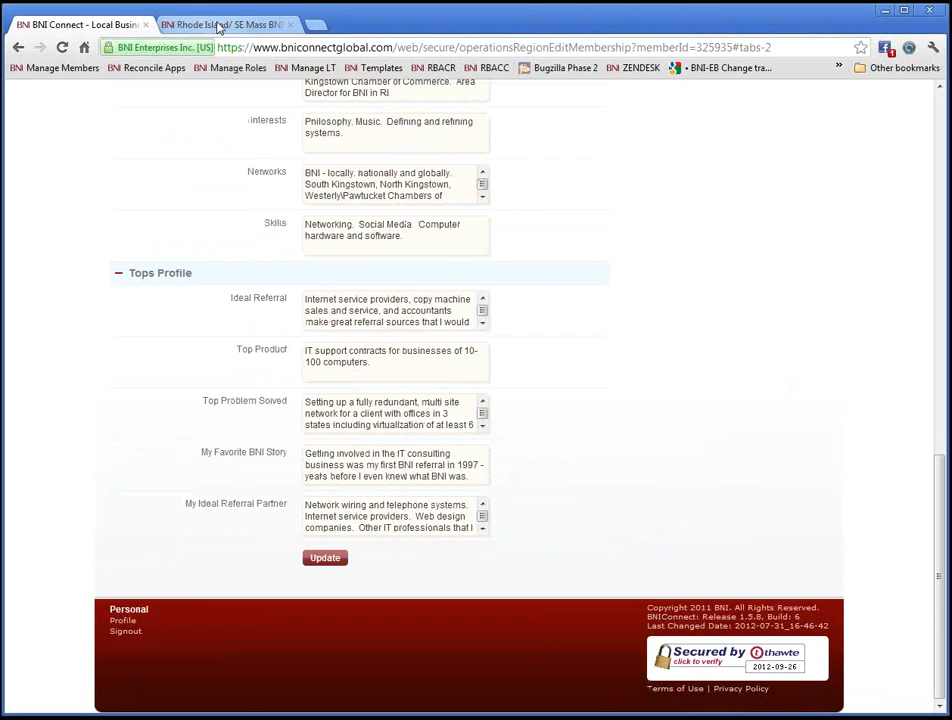 BNI Connect - Local Busin
BNI Rhode Island/ SE Mass BNI
BNI Enterprises Inc. [US] https://www.bniconnectglobal.com/web/secure/operationsRegionEditMembership?memberId=325935#tabs-2
BNI Manage Members BNI Reconcile Apps BNI Manage Roles BNI Manage LT BNI Templates BNI RBACR BNI RBACC Bugzilla Phase 2 BNI ZENDESK BNI-EB Change tra... » Other bookmarks
Kingstown Chamber of Commerce. Area
Director for BNI in RI
Interests
Philosophy. Music. Defining and refining
systems.
Networks
BNI - locally, nationally and globally.
South Kingstown, North Kingstown,
Westerly\Pawtucket Chambers of
Skills
Networking. Social Media Computer
hardware and software.
Tops Profile
Ideal Referral
Internet service providers, copy machine
sales and service, and accountants
make great referral sources that I would
Top Product
IT support contracts for businesses of 10-
100 computers.
Top Problem Solved
Setting up a fully redundant, multi site
network for a client with offices in 3
states including virtualization of at least 6
My Favorite BNI Story
Getting involved in the IT consulting
business was my first BNI referral in 1997 -
years before I even knew what BNI was.
My Ideal Referral Partner
Network wiring and telephone systems.
Internet service providers. Web design
companies. Other IT professionals that I
Update
Personal
Profile
Signout
Copyright 2011 BNI. All Rights Reserved.
BNIConnect: Release 1.5.8, Build: 6
Last Changed Date: 2012-07-31_16-46-42
Secured by thawte
click to verify
2012-09-26
Terms of Use | Privacy Policy